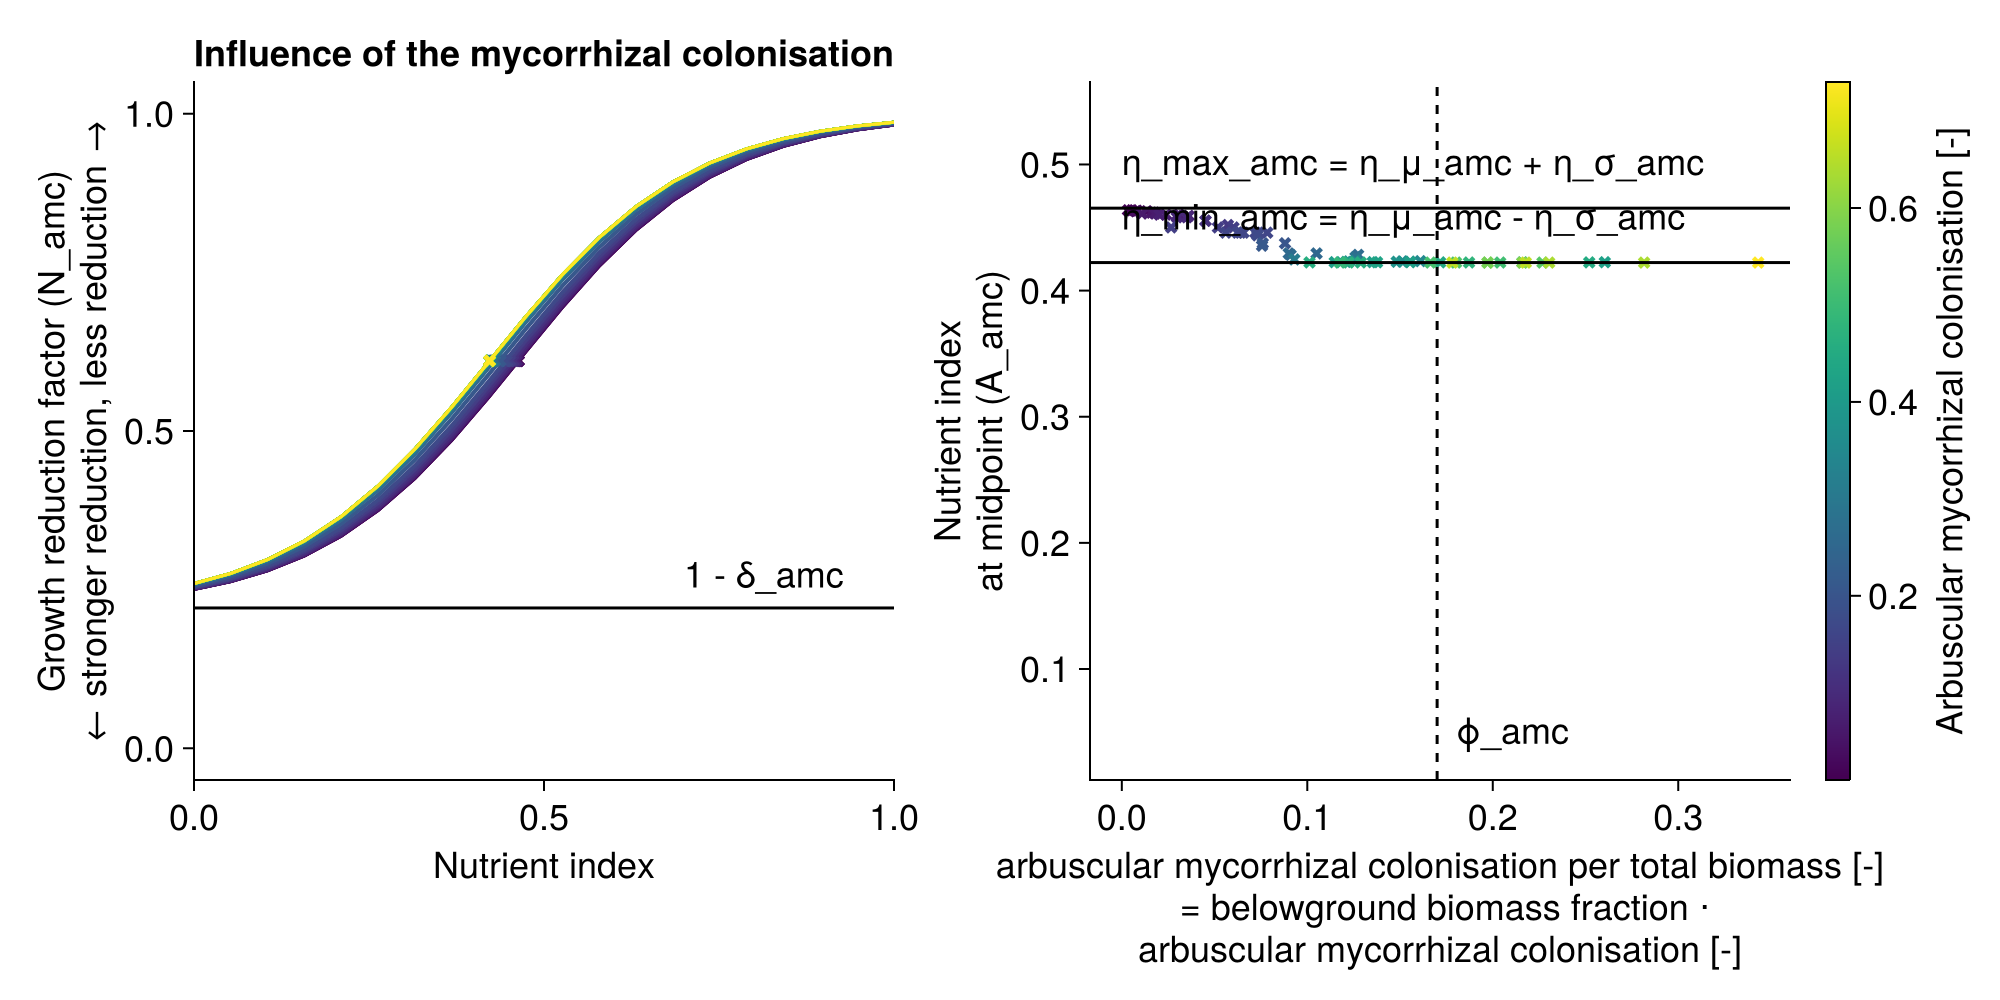 Influence of the mycorrhizal colonisation
Growth reduction factor (N_amc)
← stronger reduction, less reduction →
1.0
0.5
0.0
1 - δ_amc
0.0
0.5
1.0
Nutrient index
Nutrient index
at midpoint (A_amc)
0.5
0.4
0.3
0.2
0.1
η_max_amc = η_μ_amc + η_σ_amc
η_min_amc = η_μ_amc - η_σ_amc
ϕ_amc
0.0
0.1
0.2
0.3
arbuscular mycorrhizal colonisation per total biomass [-]
= belowground biomass fraction ⋅
arbuscular mycorrhizal colonisation [-]
0.6
0.4
0.2
Arbuscular mycorrhizal colonisation [-]